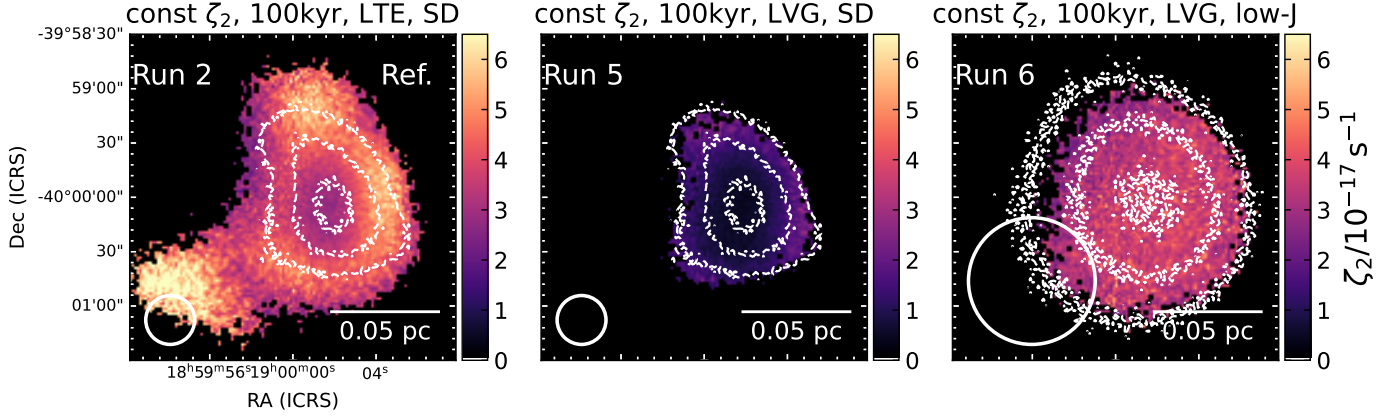 const ζ₂, 100kyr, LTE, SD
const ζ₂, 100kyr, LVG, SD
const ζ₂, 100kyr, LVG, low-J
Run 2
Ref.
Run 5
Run 6
-39°58'30"
59'00"
30"
-40°00'00"
30"
01'00"
Dec (ICRS)
18ʰ59ᵐ56ˢ
19ʰ00ᵐ00ˢ
04ˢ
RA (ICRS)
0.05 pc
0.05 pc
0.05 pc
6
5
4
3
2
1
0
6
5
4
3
2
1
0
6
5
4
3
2
1
0
ζ₂/10⁻¹⁷ s⁻¹